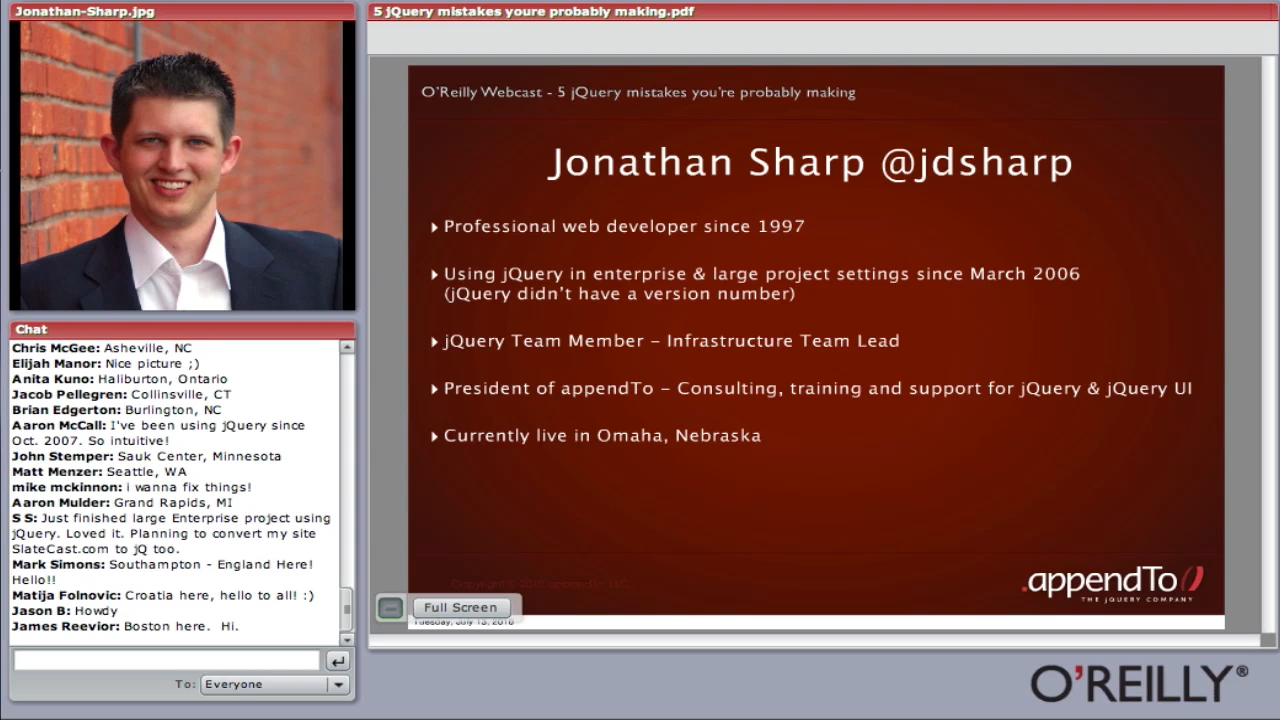 Jonathan-Sharp.jpg
Chat
Chris McGee: Asheville, NC
Elijah Manor: Nice picture ;)
Anita Kuno: Haliburton, Ontario
Jacob Pellegren: Collinsville, CT
Brian Edgerton: Burlington, NC
Aaron McCall: I've been using jQuery since
Oct. 2007. So intuitive!
John Stemper: Sauk Center, Minnesota
Matt Menzer: Seattle, WA
mike mckinnon: i wanna fix things!
Aaron Mulder: Grand Rapids, MI
S S: Just finished large Enterprise project using
jQuery. Loved it. Planning to convert my site
SlateCast.com to jQ too.
Mark Simons: Southampton - England Here!
Hello!!
Matija Folnovic: Croatia here, hello to all! :)
Jason B: Howdy
James Reevior: Boston here.  Hi.
To: Everyone
5 jQuery mistakes youre probably making.pdf
O'Reilly Webcast - 5 jQuery mistakes you're probably making
Jonathan Sharp @jdsharp
Professional web developer since 1997
Using jQuery in enterprise & large project settings since March 2006
(jQuery didn't have a version number)
jQuery Team Member – Infrastructure Team Lead
President of appendTo – Consulting, training and support for jQuery & jQuery UI
Currently live in Omaha, Nebraska
Copyright © 2010 appendTo LLC.
.appendTo()
THE JQUERY COMPANY
Full Screen
Tuesday, July 13, 2010
O'REILLY®